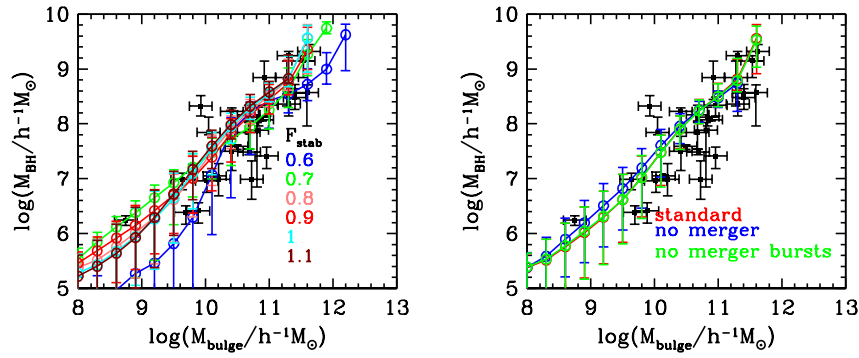 log(M_BH/h⁻¹M_⊙)
10
9
8
7
6
5
F_stab
0.6
0.7
0.8
0.9
1
1.1
8 9 10 11 12 13
log(M_bulge/h⁻¹M_⊙)
log(M_BH/h⁻¹M_⊙)
10
9
8
7
6
5
standard
no merger
no merger bursts
8 9 10 11 12 13
log(M_bulge/h⁻¹M_⊙)